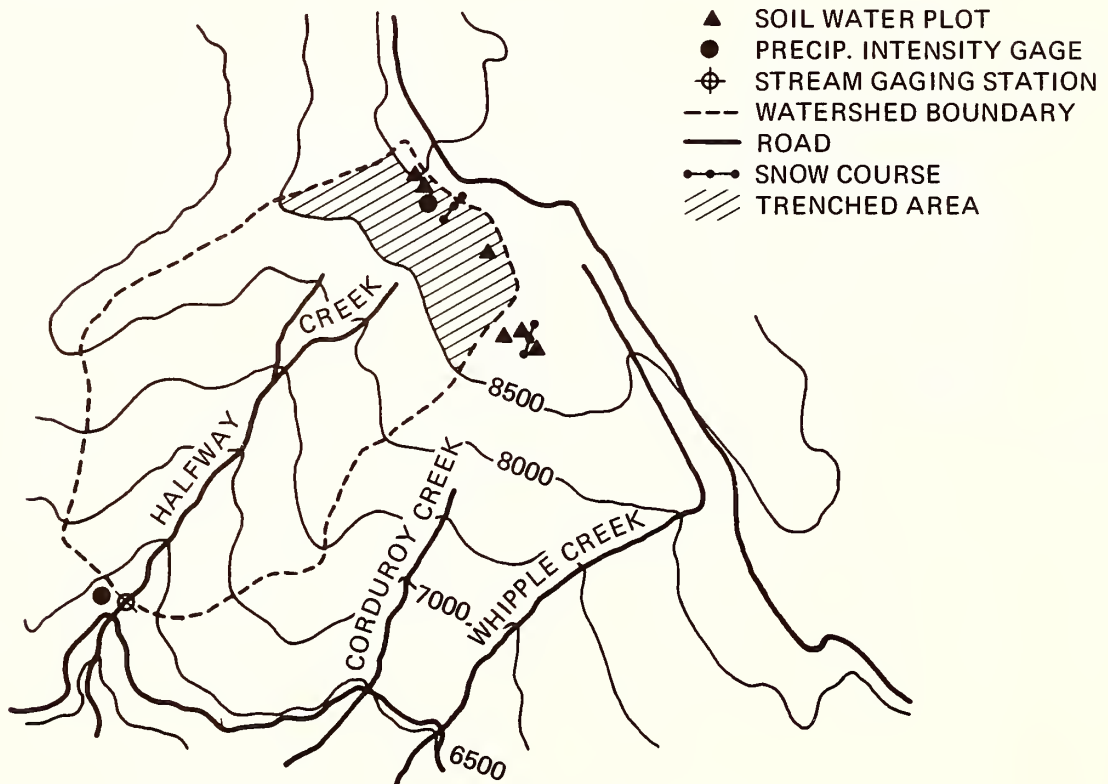 SOIL WATER PLOT
PRECIP. INTENSITY GAGE
STREAM GAGING STATION
WATERSHED BOUNDARY
ROAD
SNOW COURSE
TRENCHED AREA
HALFWAY CREEK
8500
8000
CORDUROY CREEK
7000
WHIPPLE CREEK
6500